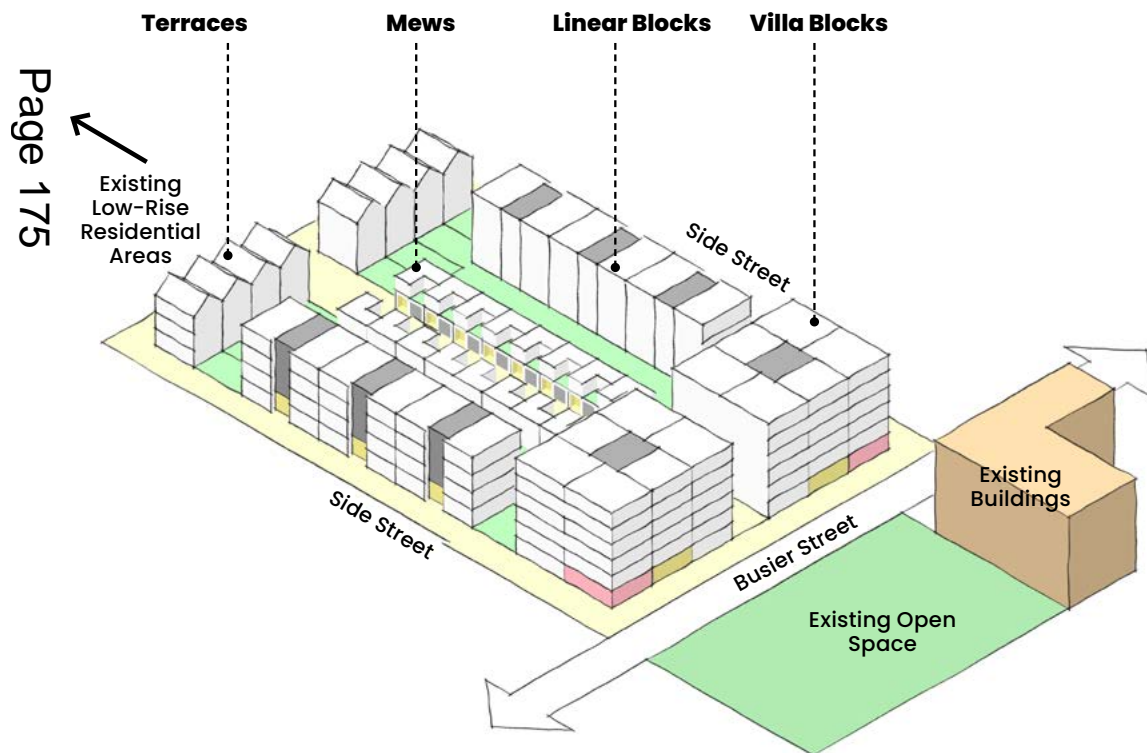 Terraces
Mews
Linear Blocks
Villa Blocks
Page 175
Existing
Low-Rise
Residential
Areas
Side Street
Side Street
Existing
Buildings
Busier Street
Existing Open
Space